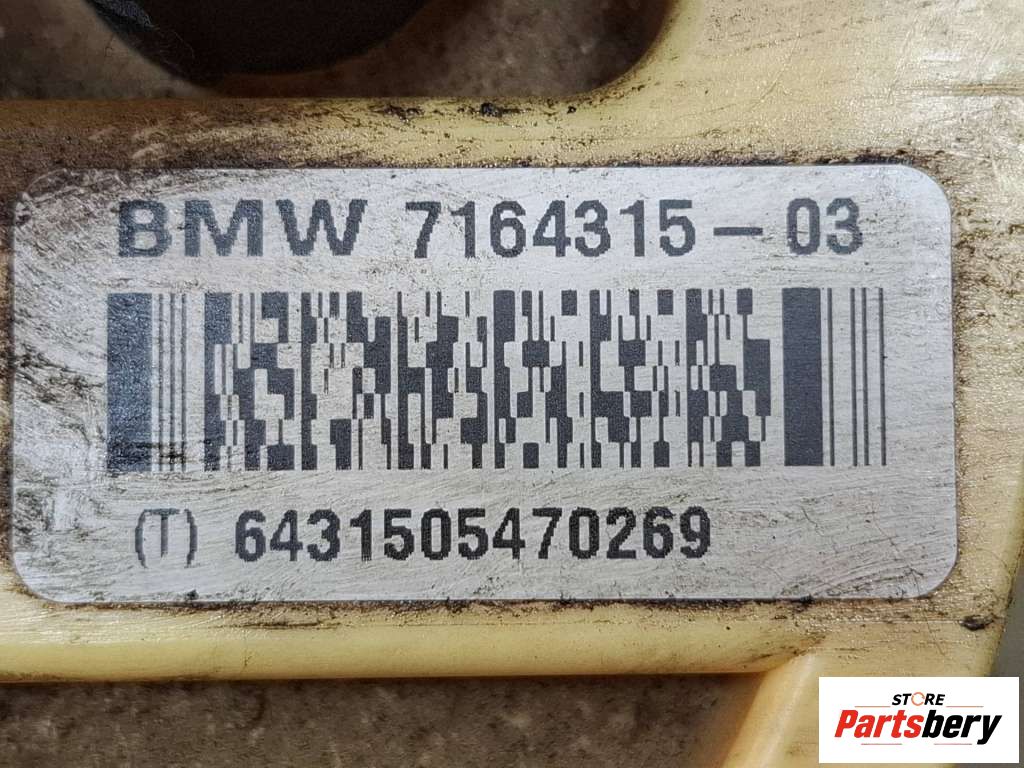 BMW 7164315-03
(T) 6431505470269
STORE
Partsbery